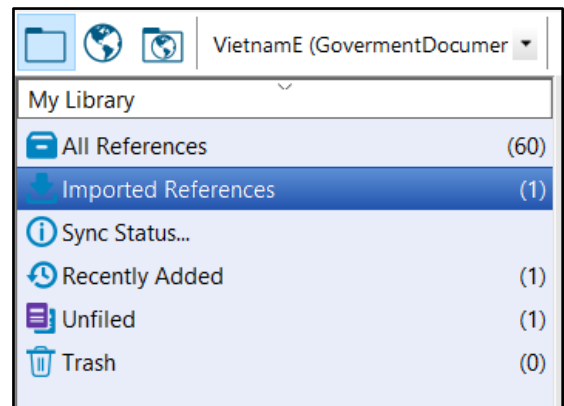 VietnamE (GovermentDocumer
My Library
All References (60)
Imported References (1)
Sync Status...
Recently Added (1)
Unfiled (1)
Trash (0)